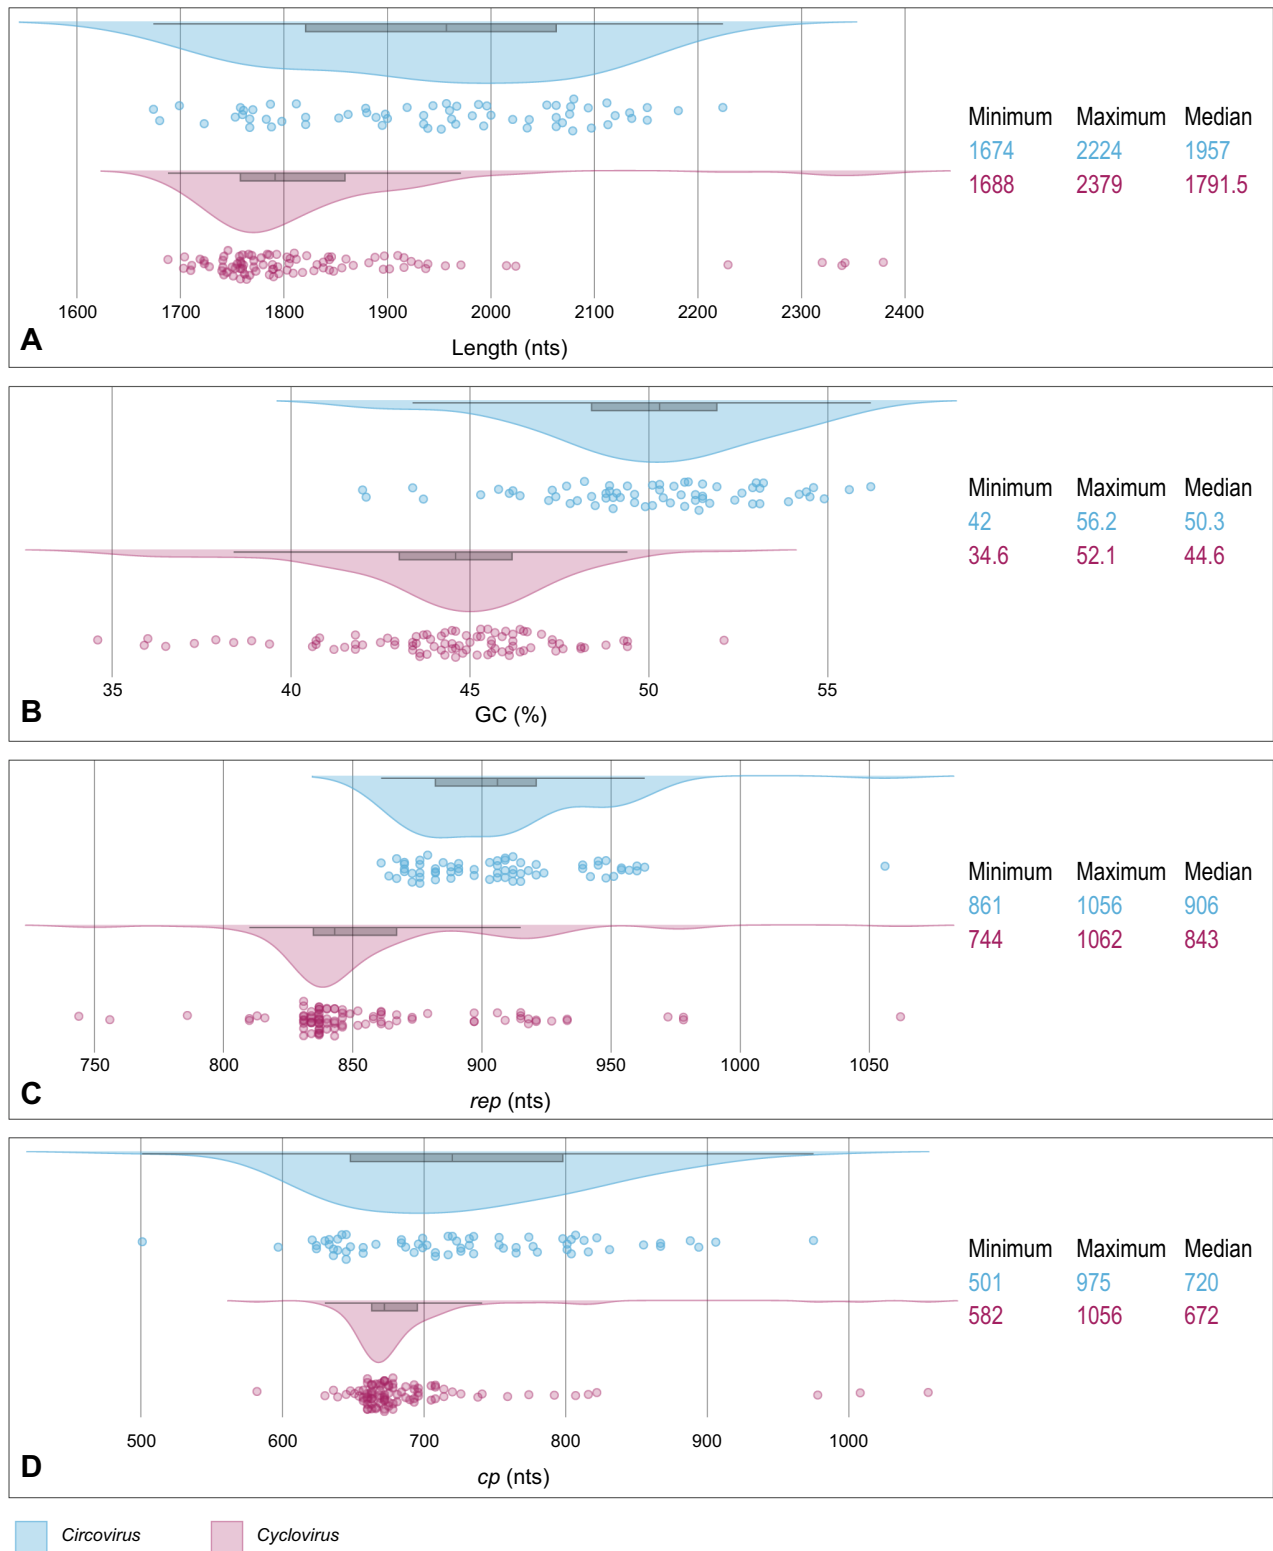 Minimum Maximum Median
1674 2224 1957
1688 2379 1791.5
1600 1700 1800 1900 2000 2100 2200 2300 2400
A
Length (nts)
Minimum Maximum Median
42 56.2 50.3
34.6 52.1 44.6
35 40 45 50 55
B
GC (%)
Minimum Maximum Median
861 1056 906
744 1062 843
750 800 850 900 950 1000 1050
C
rep (nts)
Minimum Maximum Median
501 975 720
582 1056 672
500 600 700 800 900 1000
D
cp (nts)
Circovirus Cyclovirus